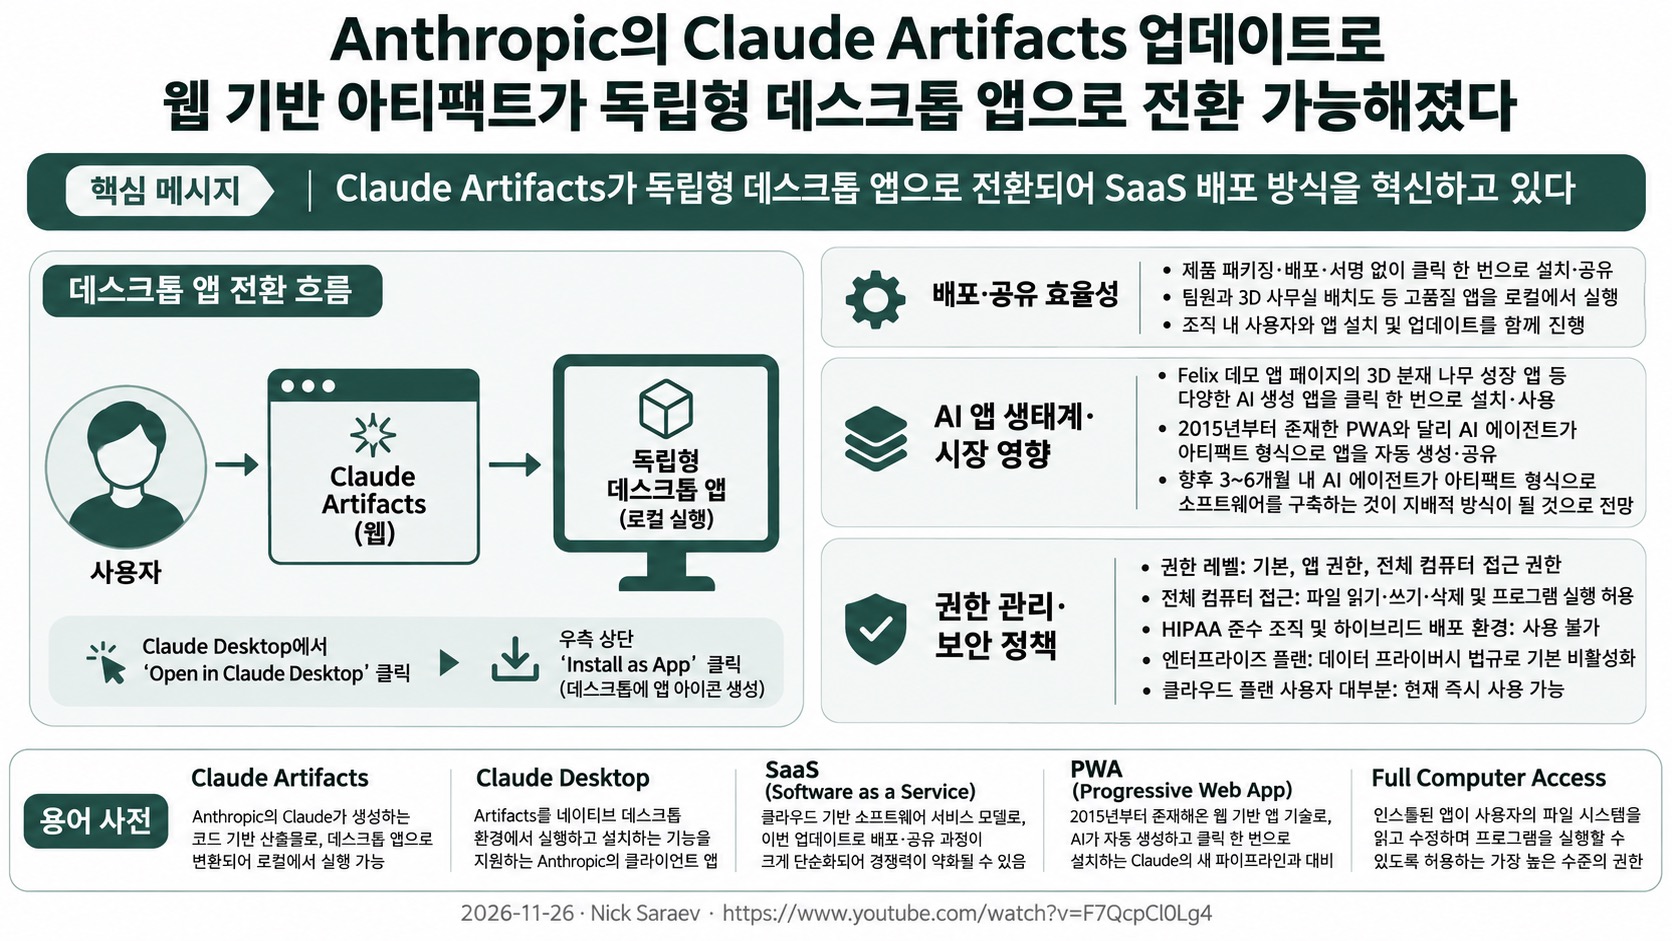 Anthropic의 Claude Artifacts 업데이트로
웹 기반 아티팩트가 독립형 데스크톱 앱으로 전환 가능해졌다
핵심 메시지
Claude Artifacts가 독립형 데스크톱 앱으로 전환되어 SaaS 배포 방식을 혁신하고 있다
데스크톱 앱 전환 흐름
사용자
Claude
Artifacts
(웹)
독립형
데스크톱 앱
(로컬 실행)
Claude Desktop에서
‘Open in Claude Desktop’ 클릭
우측 상단
‘Install as App’ 클릭
(데스크톱에 앱 아이콘 생성)
배포·공유 효율성
• 제품 패키징·배포·서명 없이 클릭 한 번으로 설치·공유
• 팀원과 3D 사무실 배치도 등 고품질 앱을 로컬에서 실행
• 조직 내 사용자와 앱 설치 및 업데이트를 함께 진행
AI 앱 생태계·
시장 영향
• Felix 데모 앱 페이지의 3D 분재 나무 성장 앱 등
다양한 AI 생성 앱을 클릭 한 번으로 설치·사용
• 2015년부터 존재한 PWA와 달리 AI 에이전트가
아티팩트 형식으로 앱을 자동 생성·공유
• 향후 3~6개월 내 AI 에이전트가 아티팩트 형식으로
소프트웨어를 구축하는 것이 지배적 방식이 될 것으로 전망
권한 관리·
보안 정책
• 권한 레벨: 기본, 앱 권한, 전체 컴퓨터 접근 권한
• 전체 컴퓨터 접근: 파일 읽기·쓰기·삭제 및 프로그램 실행 허용
• HIPAA 준수 조직 및 하이브리드 배포 환경: 사용 불가
• 엔터프라이즈 플랜: 데이터 프라이버시 법규로 기본 비활성화
• 클라우드 플랜 사용자 대부분: 현재 즉시 사용 가능
용어 사전
Claude Artifacts
Anthropic의 Claude가 생성하는
코드 기반 산출물로, 데스크톱 앱으로
변환되어 로컬에서 실행 가능
Claude Desktop
Artifacts를 네이티브 데스크톱
환경에서 실행하고 설치하는 기능을
지원하는 Anthropic의 클라이언트 앱
SaaS
(Software as a Service)
클라우드 기반 소프트웨어 서비스 모델로,
이번 업데이트로 배포·공유 과정이
크게 단순화되어 경쟁력이 약화될 수 있음
PWA
(Progressive Web App)
2015년부터 존재해온 웹 기반 앱 기술로,
AI가 자동 생성하고 클릭 한 번으로
설치하는 Claude의 새 파이프라인과 대비
Full Computer Access
인스톨된 앱이 사용자의 파일 시스템을
읽고 수정하며 프로그램을 실행할 수
있도록 허용하는 가장 높은 수준의 권한
2026-11-26 · Nick Saraev · https://www.youtube.com/watch?v=F7QcpCl0Lg4